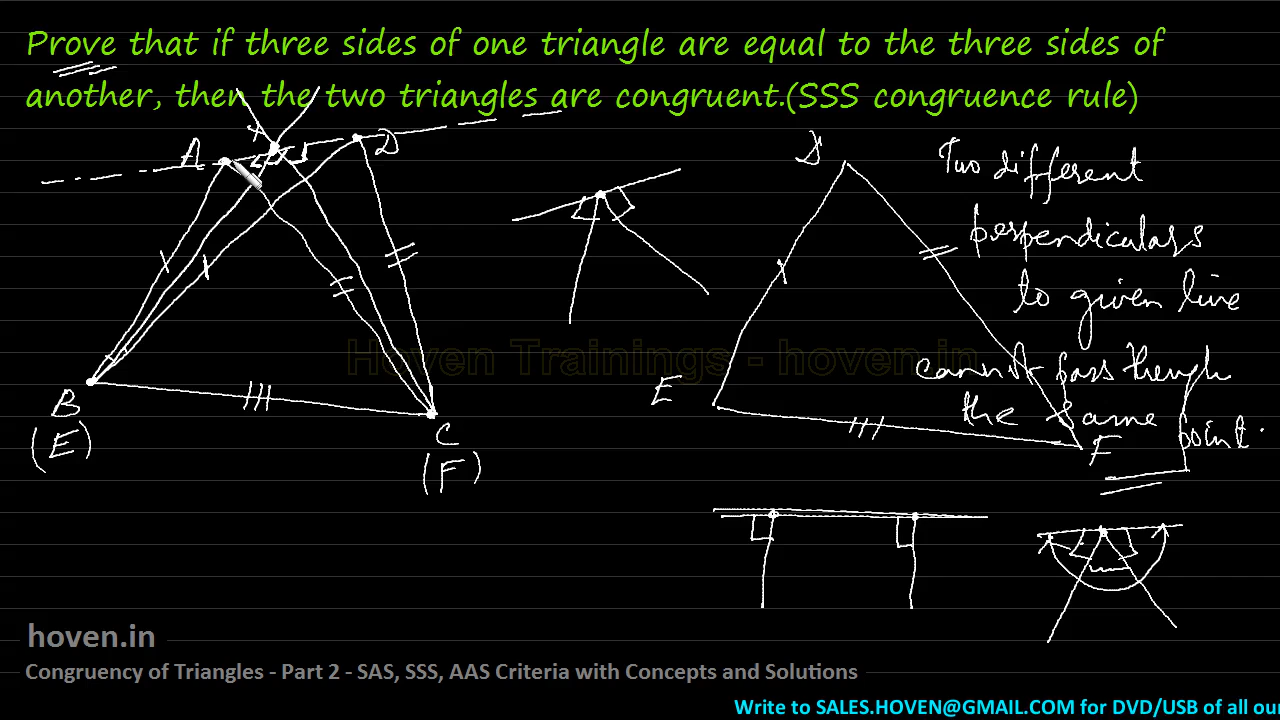 Prove that if three sides of one triangle are equal to the three sides of
another, then the two triangles are congruent.(SSS congruence rule)
A
D
B
(E)
C
(F)
E
F
Two different
perpendiculars
to given line
cannot pass through
the same point.
Hoven Trainings - hoven.in
hoven.in
Congruency of Triangles - Part 2 - SAS, SSS, AAS Criteria with Concepts and Solutions
Write to SALES.HOVEN@GMAIL.COM for DVD/USB of all ou